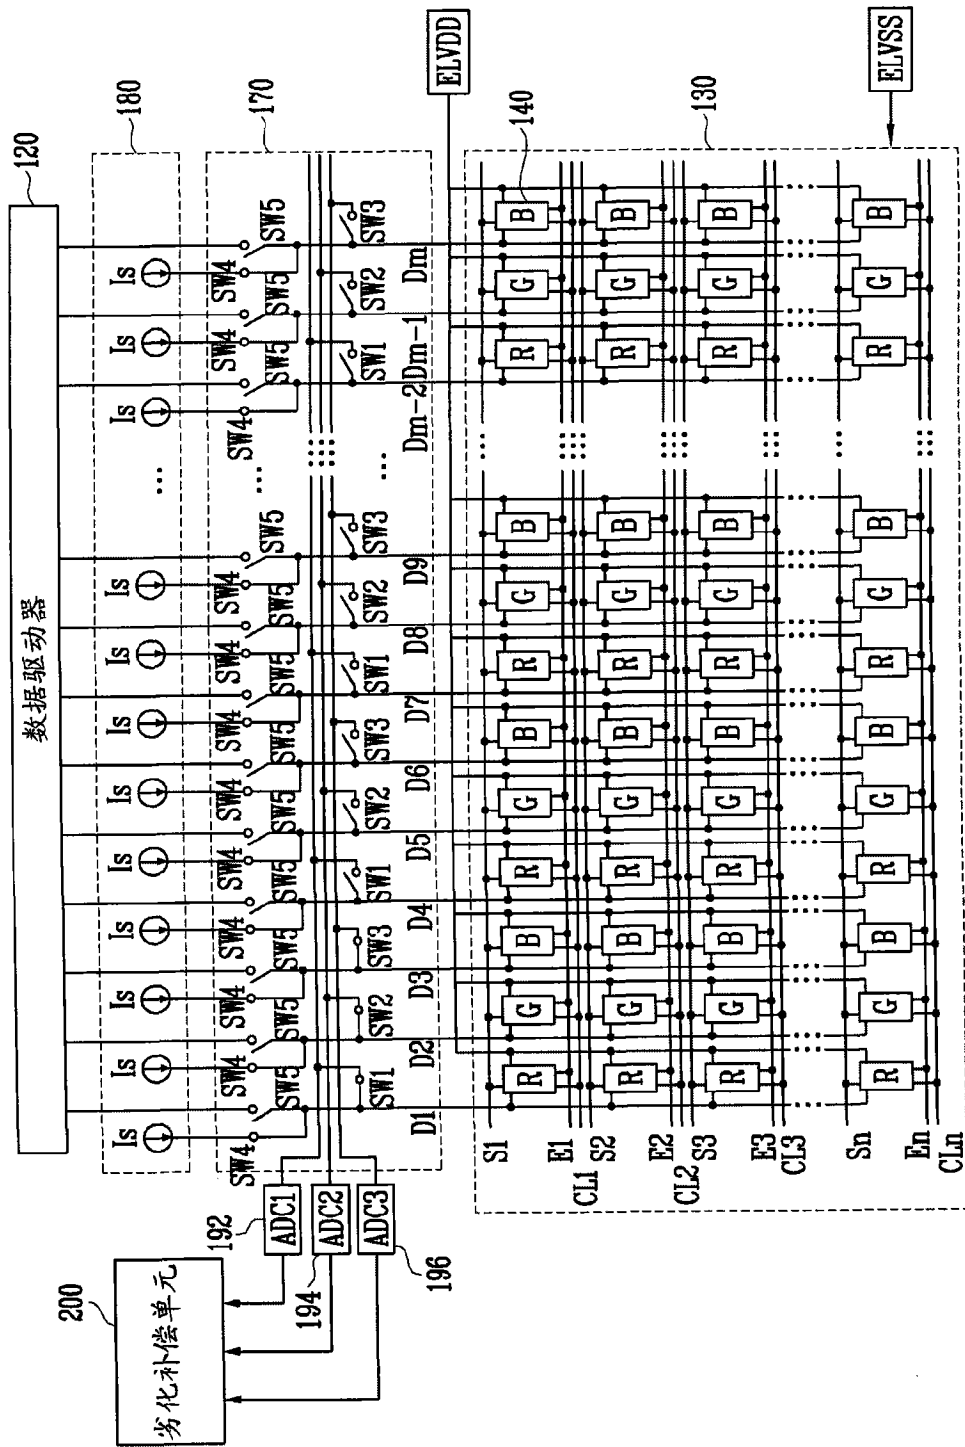 数据驱动器 120
200
劣化补偿单元
Is Is Is Is Is Is Is Is Is ... Is Is Is 180
192 SW4 SW4 SW4 SW4 SW4 SW4 SW4 SW4 SW4 ... SW4 SW4 SW4
SW5 SW5 SW5 SW5 SW5 SW5 SW5 SW5 SW5 SW5 SW5 SW5 170
ADC1
194 ADC2
ADC3
196
SW1 SW2 SW3 SW1 SW2 SW3 SW1 SW2 SW3 ... SW1 SW2 SW3
D1 D2 D3 D4 D5 D6 D7 D8 D9 Dm-2 Dm-1 Dm
ELVDD
S1
R G B R G B R G B R G B 140
E1
CL1
S2
R G B R G B R G B R G B
E2
CL2
S3
R G B R G B R G B R G B 130
E3
CL3
Sn
R G B R G B R G B R G B ELVSS
En
CLn